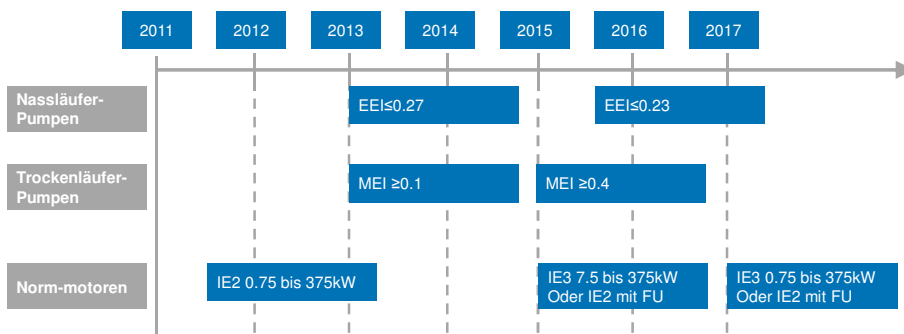 2011 2012 2013 2014 2015 2016 2017
Nassläufer-
Pumpen
EEI≤0.27
EEI≤0.23
Trockenläufer-
Pumpen
MEI ≥0.1
MEI ≥0.4
Norm-motoren
IE2 0.75 bis 375kW
IE3 7.5 bis 375kW
Oder IE2 mit FU
IE3 0.75 bis 375kW
Oder IE2 mit FU